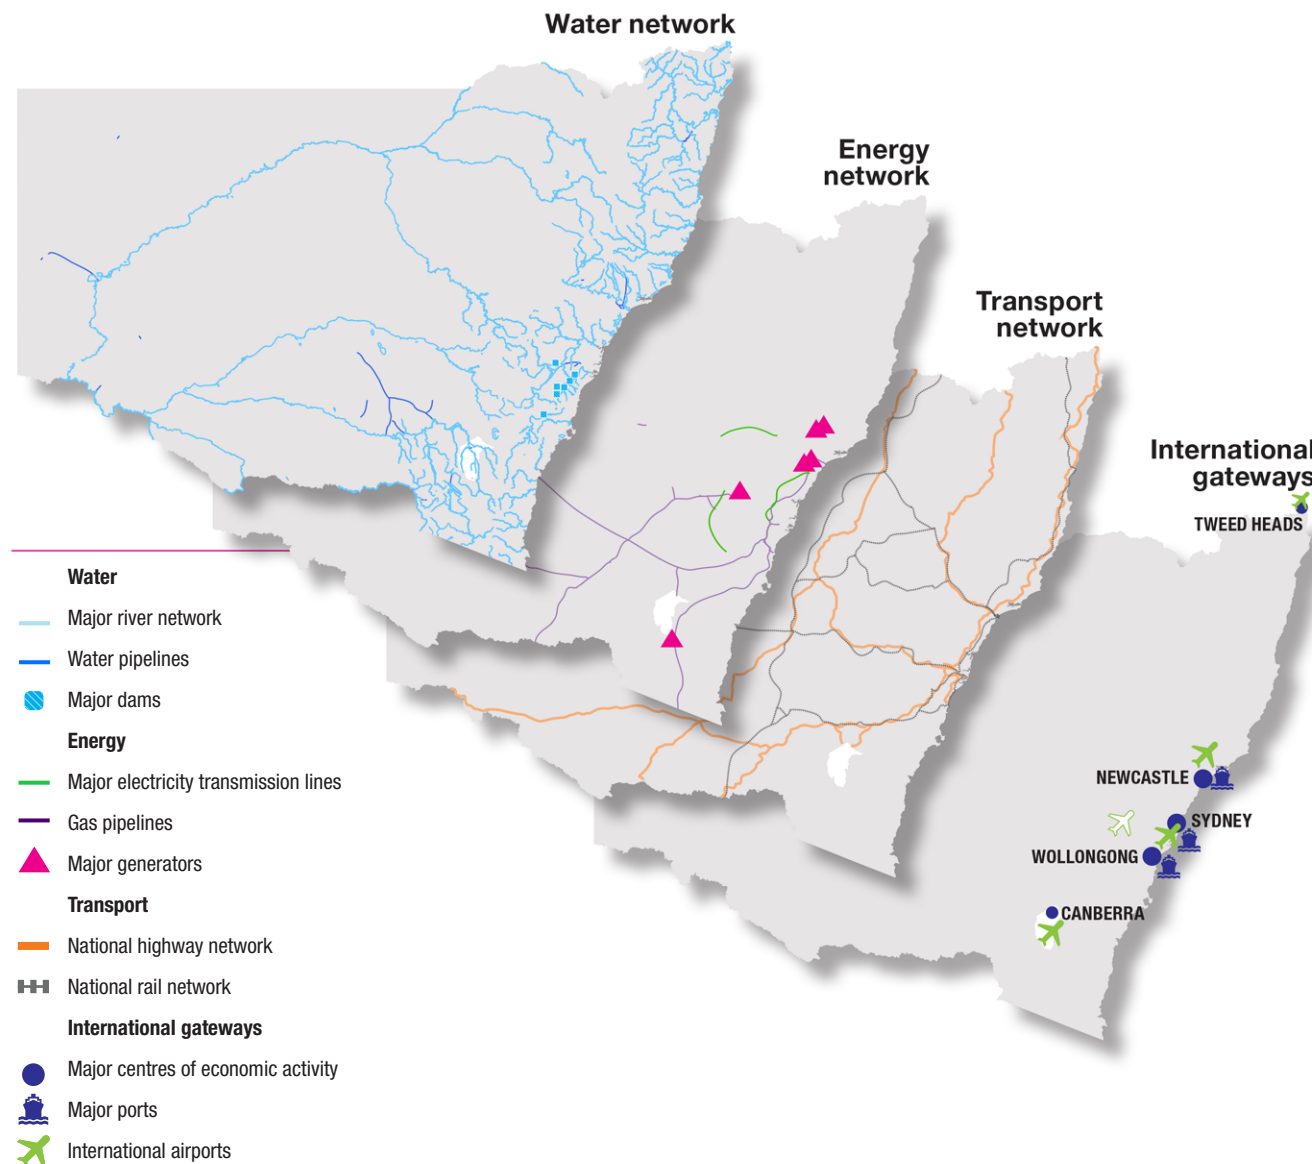 Water network
Energy
network
Transport
network
International
gateways
TWEED HEADS
NEWCASTLE
SYDNEY
WOLLONGONG
CANBERRA
Water
Major river network
Water pipelines
Major dams
Energy
Major electricity transmission lines
Gas pipelines
Major generators
Transport
National highway network
National rail network
International gateways
Major centres of economic activity
Major ports
International airports